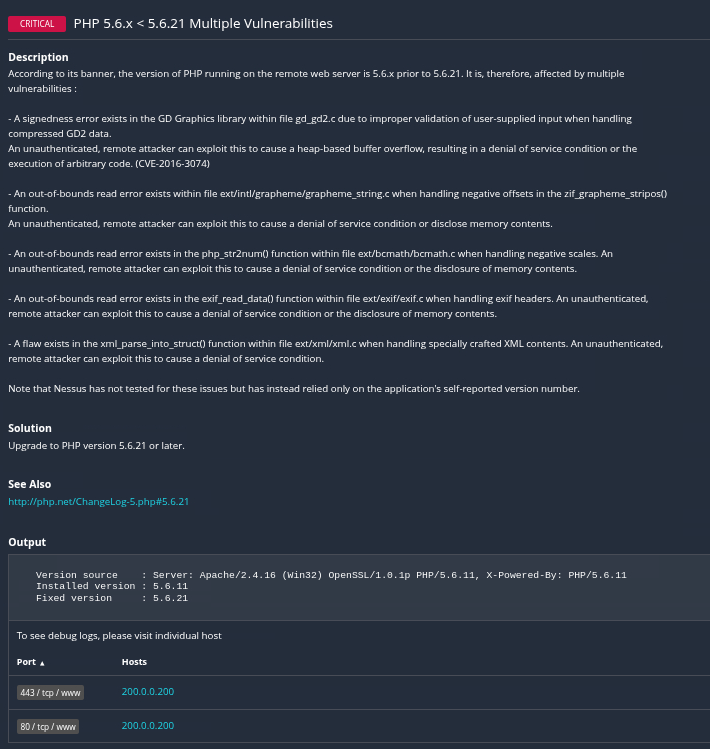 CRITICAL PHP 5.6.x < 5.6.21 Multiple Vulnerabilities
Description
According to its banner, the version of PHP running on the remote web server is 5.6.x prior to 5.6.21. It is, therefore, affected by multiple
vulnerabilities :
- A signedness error exists in the GD Graphics library within file gd_gd2.c due to improper validation of user-supplied input when handling
compressed GD2 data.
An unauthenticated, remote attacker can exploit this to cause a heap-based buffer overflow, resulting in a denial of service condition or the
execution of arbitrary code. (CVE-2016-3074)
- An out-of-bounds read error exists within file ext/intl/grapheme/grapheme_string.c when handling negative offsets in the zif_grapheme_stripos()
function.
An unauthenticated, remote attacker can exploit this to cause a denial of service condition or disclose memory contents.
- An out-of-bounds read error exists in the php_str2num() function within file ext/bcmath/bcmath.c when handling negative scales. An
unauthenticated, remote attacker can exploit this to cause a denial of service condition or the disclosure of memory contents.
- An out-of-bounds read error exists in the exif_read_data() function within file ext/exif/exif.c when handling exif headers. An unauthenticated,
remote attacker can exploit this to cause a denial of service condition or the disclosure of memory contents.
- A flaw exists in the xml_parse_into_struct() function within file ext/xml/xml.c when handling specially crafted XML contents. An unauthenticated,
remote attacker can exploit this to cause a denial of service condition.
Note that Nessus has not tested for these issues but has instead relied only on the application's self-reported version number.
Solution
Upgrade to PHP version 5.6.21 or later.
See Also
http://php.net/ChangeLog-5.php#5.6.21
Output
Version source    : Server: Apache/2.4.16 (Win32) OpenSSL/1.0.1p PHP/5.6.11, X-Powered-By: PHP/5.6.11
Installed version : 5.6.11
Fixed version     : 5.6.21
To see debug logs, please visit individual host
Port ▲ Hosts
443 / tcp / www 200.0.0.200
80 / tcp / www 200.0.0.200